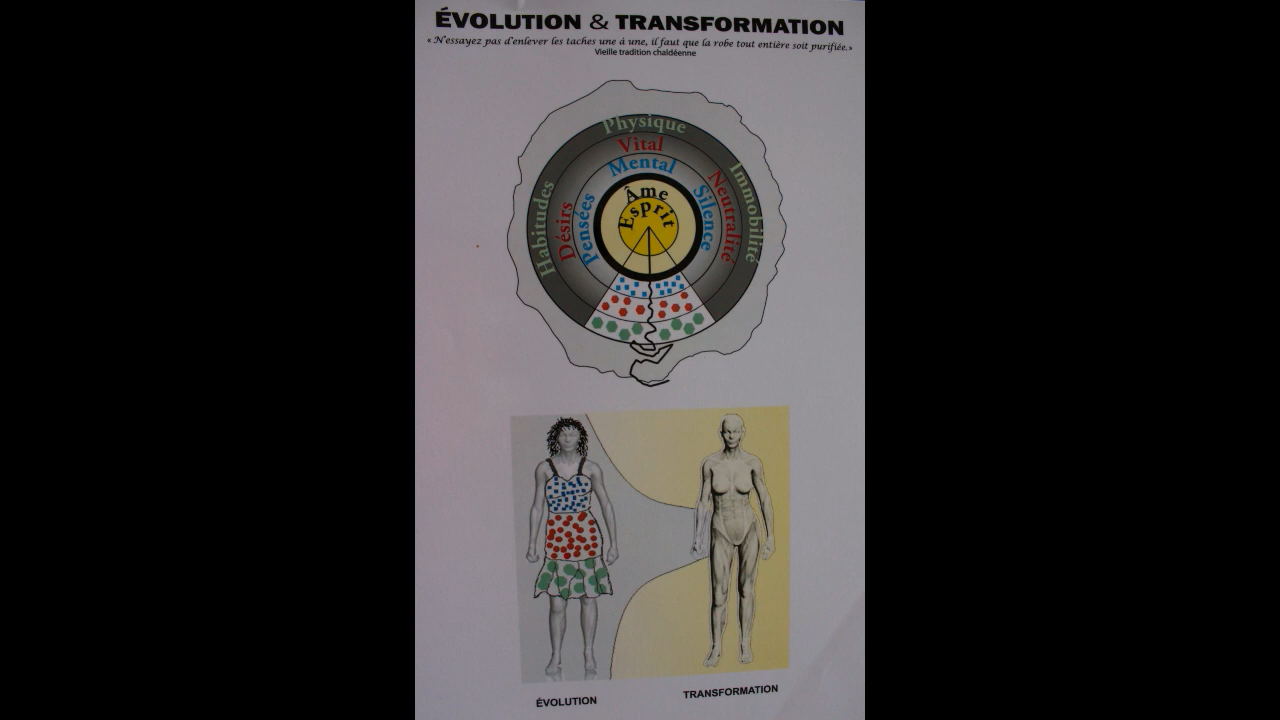 ÉVOLUTION & TRANSFORMATION
« N'essayez pas d'enlever les taches une à une, il faut que la robe tout entière soit purifiée. »
Vieille tradition chaldéenne
Physique
Vital
Mental
Âme
Esprit
Habitudes
Désirs
Pensées
Silence
Neutralité
Immobilité
ÉVOLUTION
TRANSFORMATION